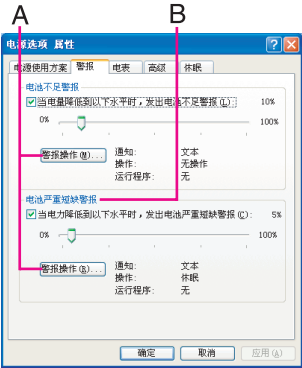 A B
电源选项 属性
电源使用方案 警报 电表 高级 休眠
电池不足警报
当电量降低到以下水平时，发出电池不足警报(L): 10%
0% 100%
警报操作(M)... 通知: 文本
操作: 无操作
运行程序: 无
电池严重短缺警报
当电力降低到以下水平时，发出电池严重短缺警报(C): 5%
0% 100%
警报操作(R)... 通知: 文本
操作: 休眠
运行程序: 无
确定 取消 应用(A)